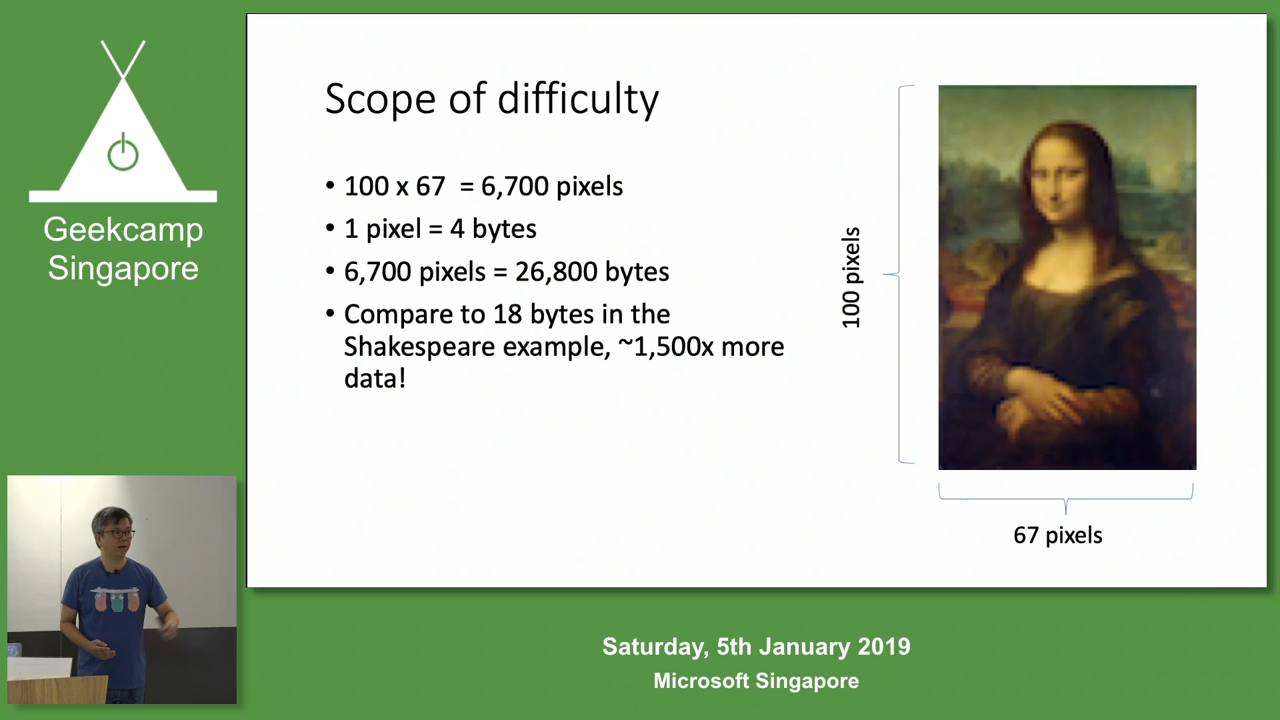 Geekcamp
Singapore
Scope of difficulty
• 100 x 67 = 6,700 pixels
• 1 pixel = 4 bytes
• 6,700 pixels = 26,800 bytes
• Compare to 18 bytes in the
Shakespeare example, ~1,500x more
data!
100 pixels
67 pixels
Saturday, 5th January 2019
Microsoft Singapore